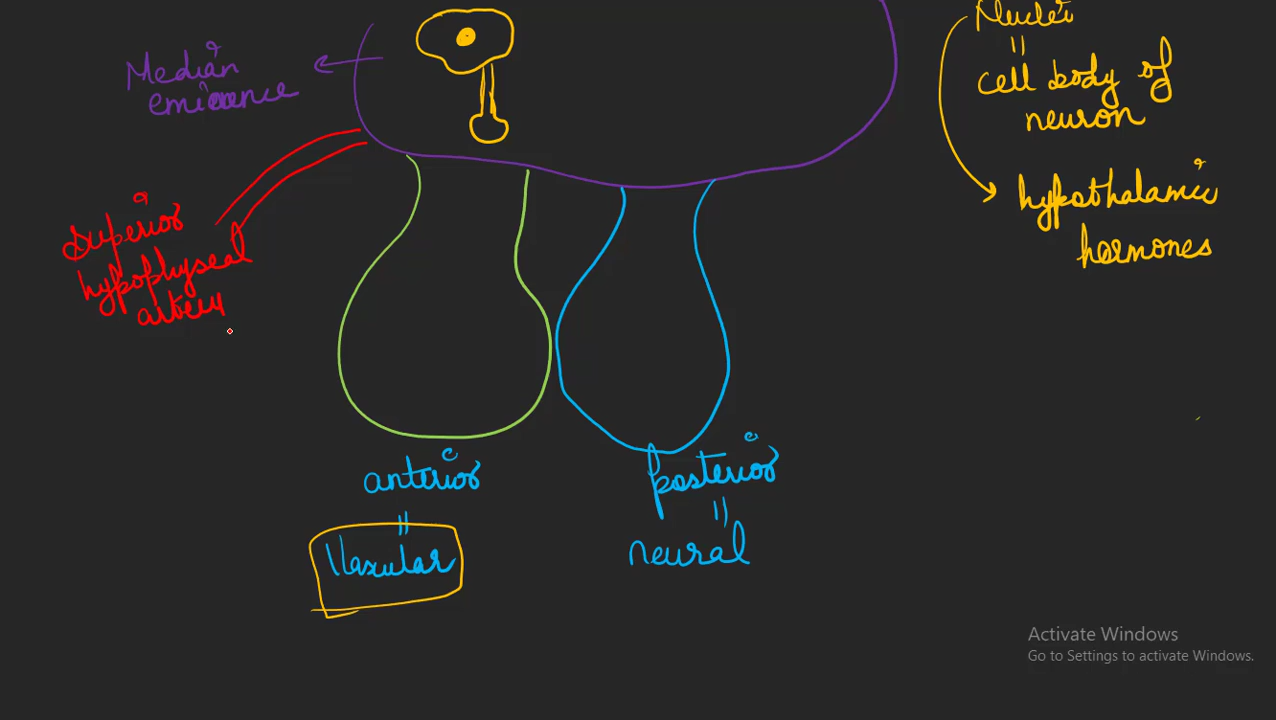 Nuclei
Median
eminence
cell body of
neuron
hypothalamic
hormones
Superior
hypophyseal
artery
anterior
posterior
Vascular
neural
Activate Windows
Go to Settings to activate Windows.